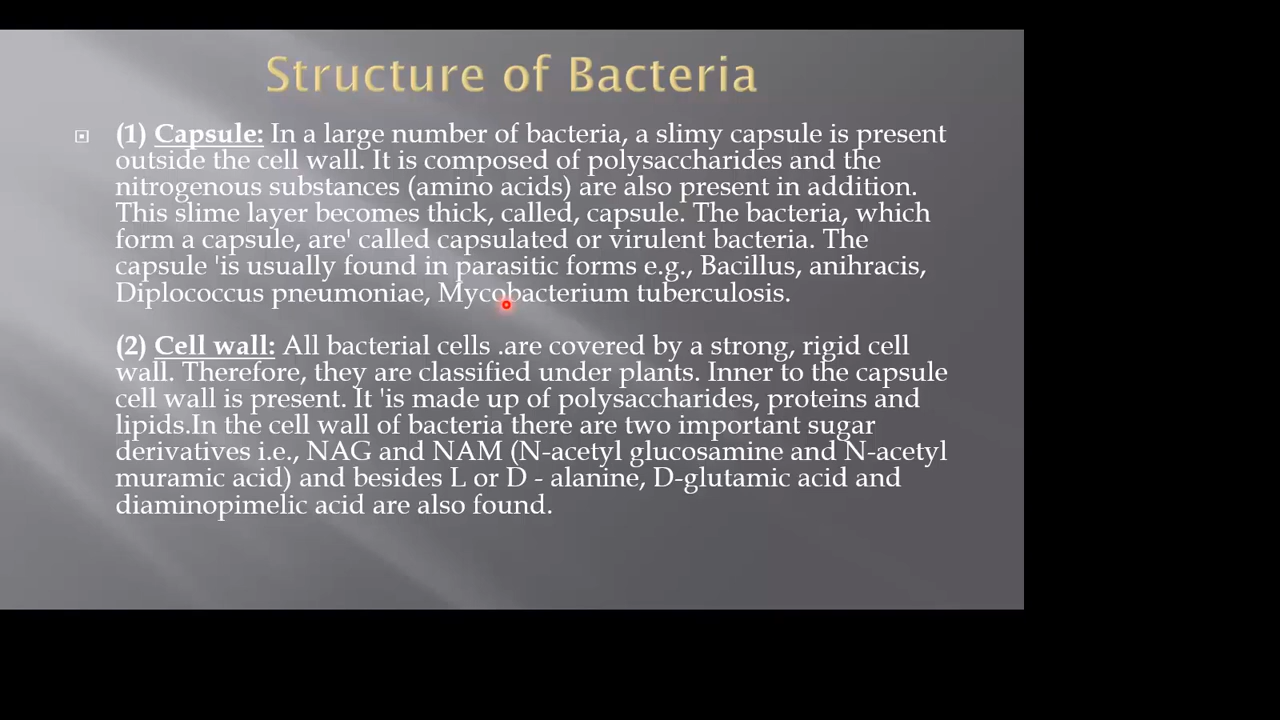 Structure of Bacteria
(1) Capsule: In a large number of bacteria, a slimy capsule is present
outside the cell wall. It is composed of polysaccharides and the
nitrogenous substances (amino acids) are also present in addition.
This slime layer becomes thick, called, capsule. The bacteria, which
form a capsule, are' called capsulated or virulent bacteria. The
capsule 'is usually found in parasitic forms e.g., Bacillus, anihracis,
Diplococcus pneumoniae, Mycobacterium tuberculosis.
(2) Cell wall: All bacterial cells .are covered by a strong, rigid cell
wall. Therefore, they are classified under plants. Inner to the capsule
cell wall is present. It 'is made up of polysaccharides, proteins and
lipids.In the cell wall of bacteria there are two important sugar
derivatives i.e., NAG and NAM (N-acetyl glucosamine and N-acetyl
muramic acid) and besides L or D - alanine, D-glutamic acid and
diaminopimelic acid are also found.